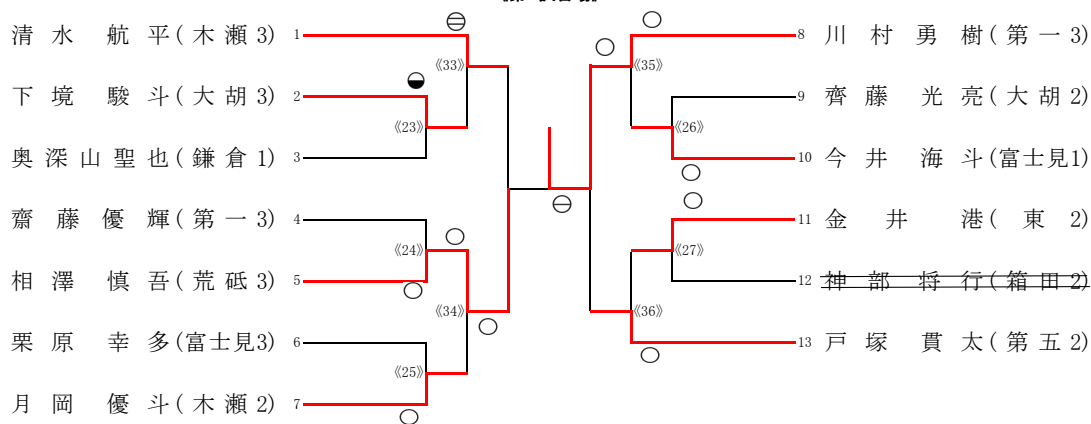 清水 航平(木瀬3) 1
下境 駿斗(大胡3) 2
奥深山聖也(鎌倉1) 3
齋藤優輝(第一3) 4
相澤 慎吾(荒砥3) 5
栗原 幸多(富士見3) 6
月岡 優斗(木瀬2) 7
《33》
《23》
《24》
《34》
《25》
《35》
《26》
《27》
《36》
8 川村勇樹(第一3)
9 齊藤 光亮(大胡2)
10 今井 海斗(富士見1)
11 金井 港(東 2)
12 神部 将行(箱田2)
13 戸塚 貫太(第五2)